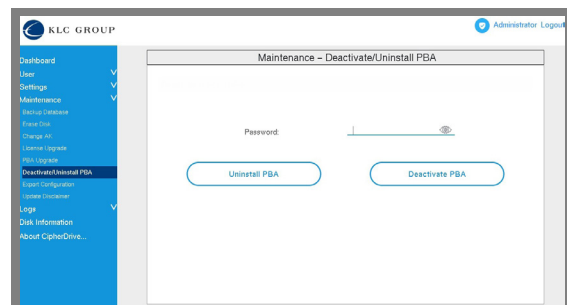 KLC GROUP
Administrator Logout
Maintenance – Deactivate/Uninstall PBA
Dashboard
User
Settings
Maintenance
Backup Database
Erase Disk
Change AK
License Upgrade
PBA Upgrade
Deactivate/Uninstall PBA
Export Configuration
Update Disclaimer
Logs
Disk Information
About CipherDrive...
Password:
Uninstall PBA
Deactivate PBA